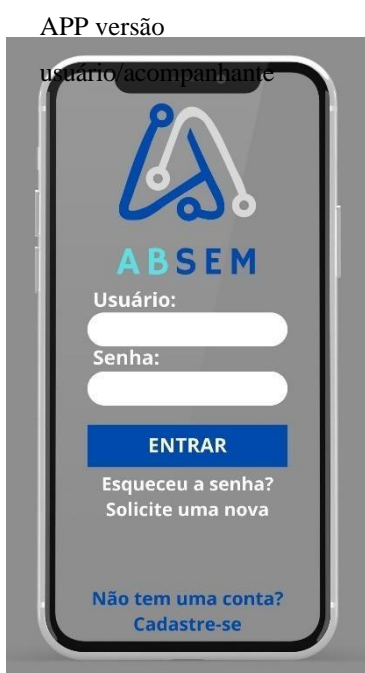 APP versão
usuário/acompanhante
ABSEM
Usuário:
Senha:
ENTRAR
Esqueceu a senha?
Solicite uma nova
Não tem uma conta?
Cadastre-se